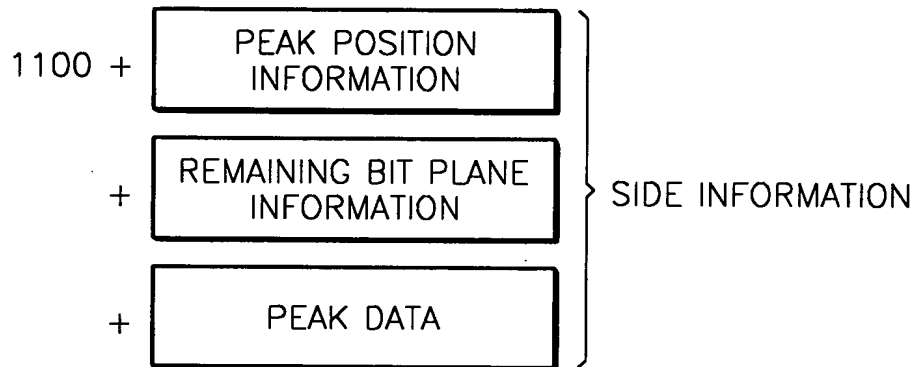 1100 + PEAK POSITION
INFORMATION
+ REMAINING BIT PLANE
INFORMATION
SIDE INFORMATION
+ PEAK DATA